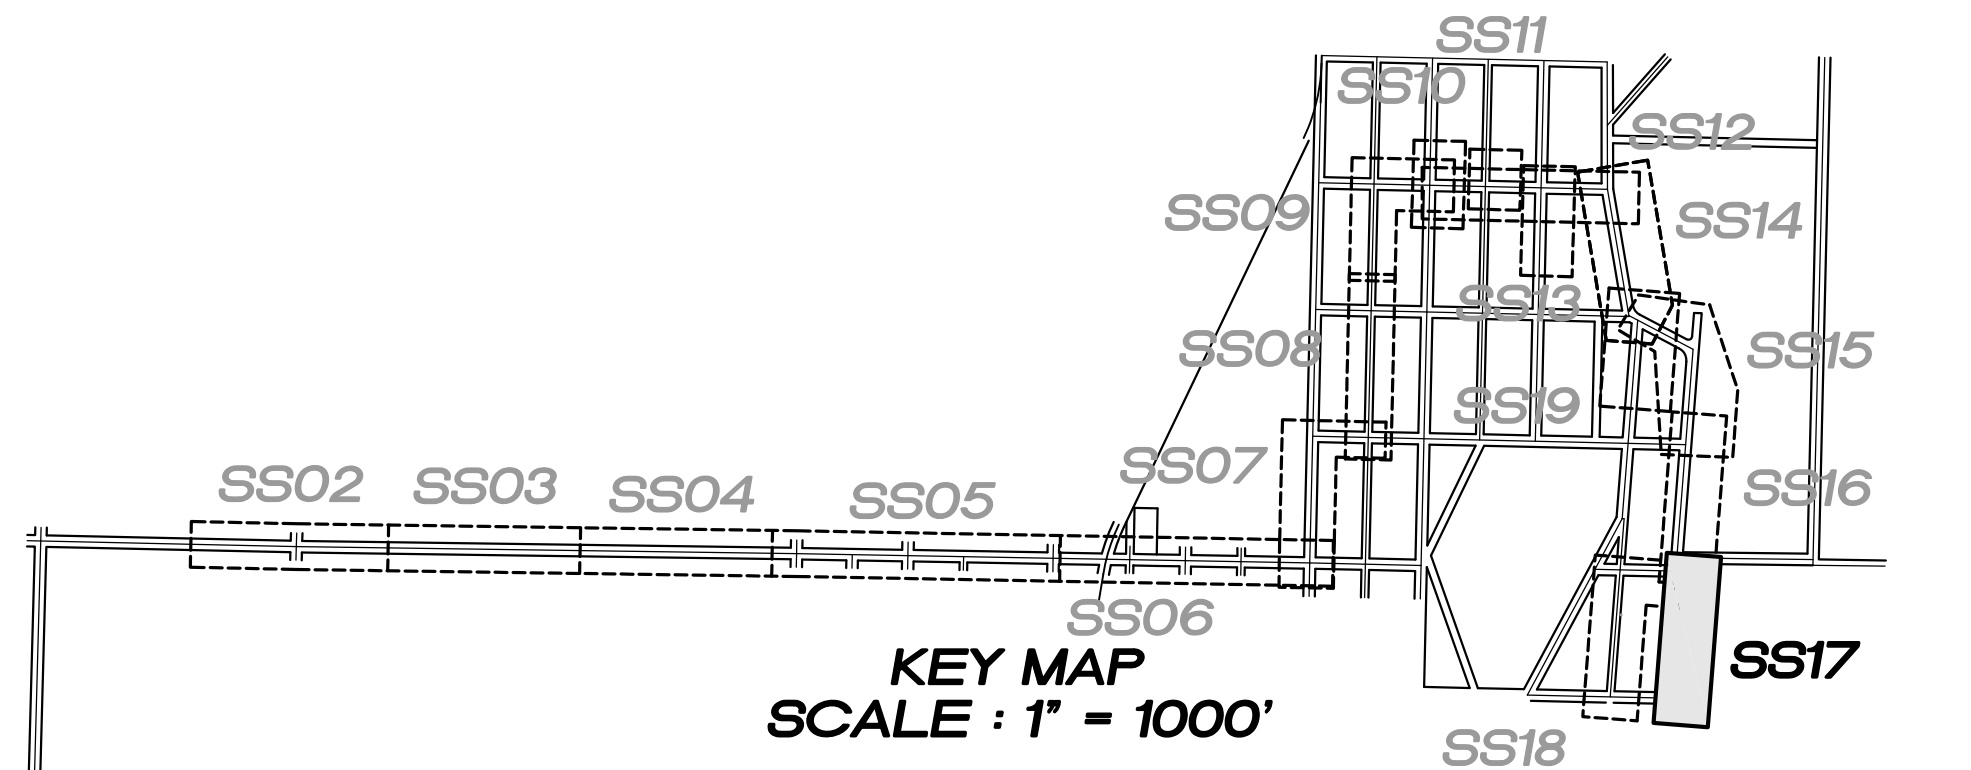 SS11
SS10
SS12
SS09
SS14
SS13
SS08
SS15
SS19
SS07
SS02
SS03
SS04
SS05
SS16
SS06
KEY MAP
SS17
SCALE : 1” = 1000’
SS18